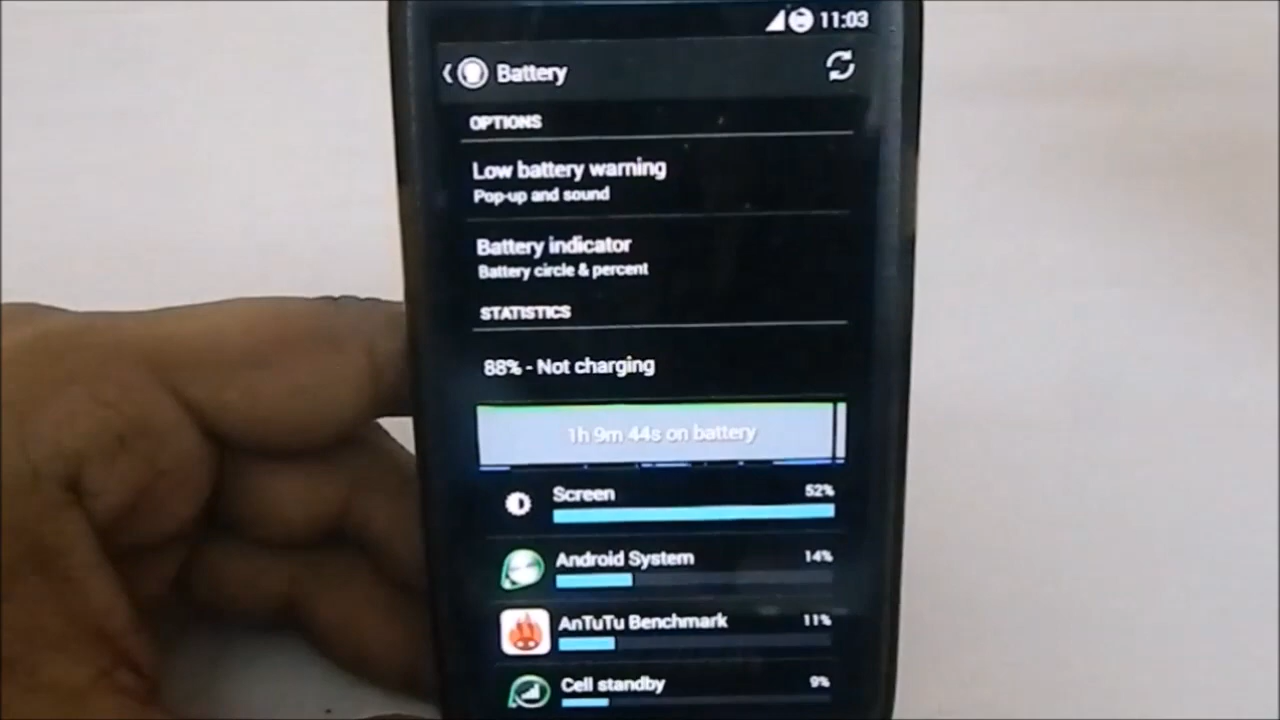 11:03
Battery
OPTIONS
Low battery warning
Pop-up and sound
Battery indicator
Battery circle & percent
STATISTICS
88% - Not charging
1h 9m 44s on battery
Screen 52%
Android System 14%
AnTuTu Benchmark 11%
Cell standby 9%